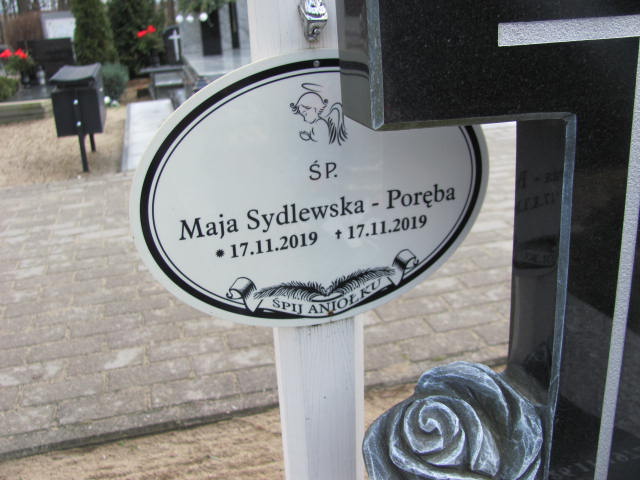 ŚP.
Maja Sydlewska - Poręba
* 17.11.2019 ✝ 17.11.2019
ŚPIJ ANIOŁKU